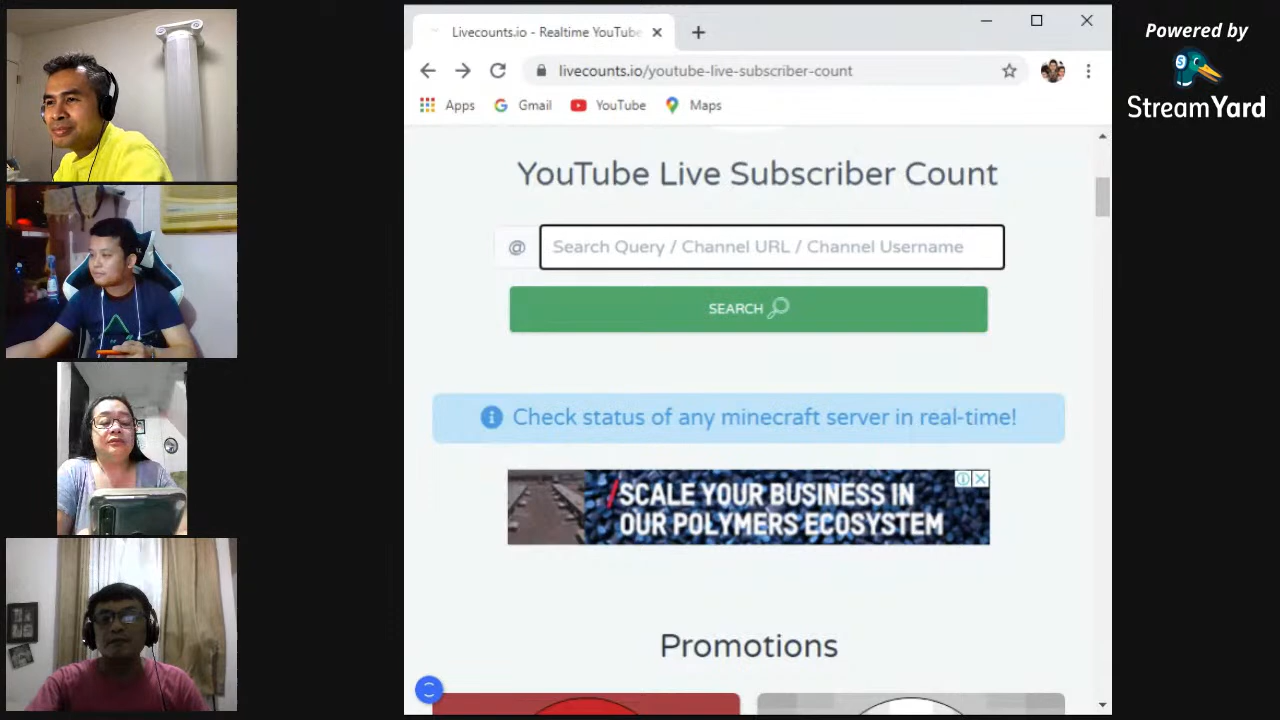 Livecounts.io - Realtime YouTube
livecounts.io/youtube-live-subscriber-count
Apps
Gmail
YouTube
Maps
YouTube Live Subscriber Count
@
Search Query / Channel URL / Channel Username
SEARCH
Check status of any minecraft server in real-time!
/SCALE YOUR BUSINESS IN
OUR POLYMERS ECOSYSTEM
Promotions
Powered by
StreamYard